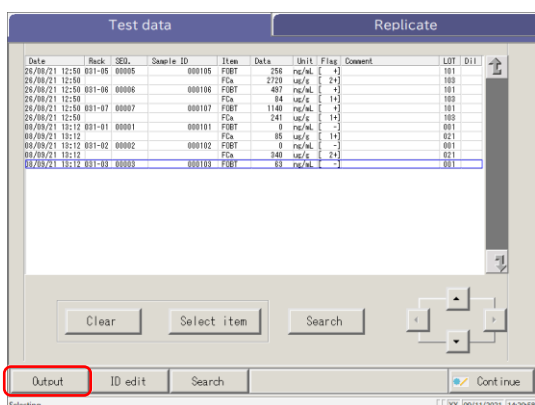 Test data Replicate
Date Rack SEQ. Sample ID Item Data Unit Flag Comment LOT Dil
26/08/21 12:50 031-05 00005 000105 FOBT 256 ng/mL [ +] 101
26/08/21 12:50 FCa 2720 ug/g [ 2+] 103
26/08/21 12:50 031-06 00006 000106 FOBT 497 ng/mL [ +] 101
26/08/21 12:50 FCa 84 ug/g [ 1+] 103
26/08/21 12:50 031-07 00007 000107 FOBT 1021 ng/mL [ +] 101
26/08/21 12:50 FCa 241 ug/g [ 1+] 103
08/09/21 13:12 031-01 00001 000101 FOBT 0 ng/mL [ -] 001
08/09/21 13:12 FCa 85 ug/g [ 1+] 021
08/09/21 13:12 031-02 00002 000102 FOBT 0 ng/mL [ -] 001
08/09/21 13:12 FCa 340 ug/g [ 2+] 021
08/09/21 13:12 031-03 00003 000103 FOBT 63 ng/mL [ -] 001
Clear Select item Search
Output ID edit Search Continue